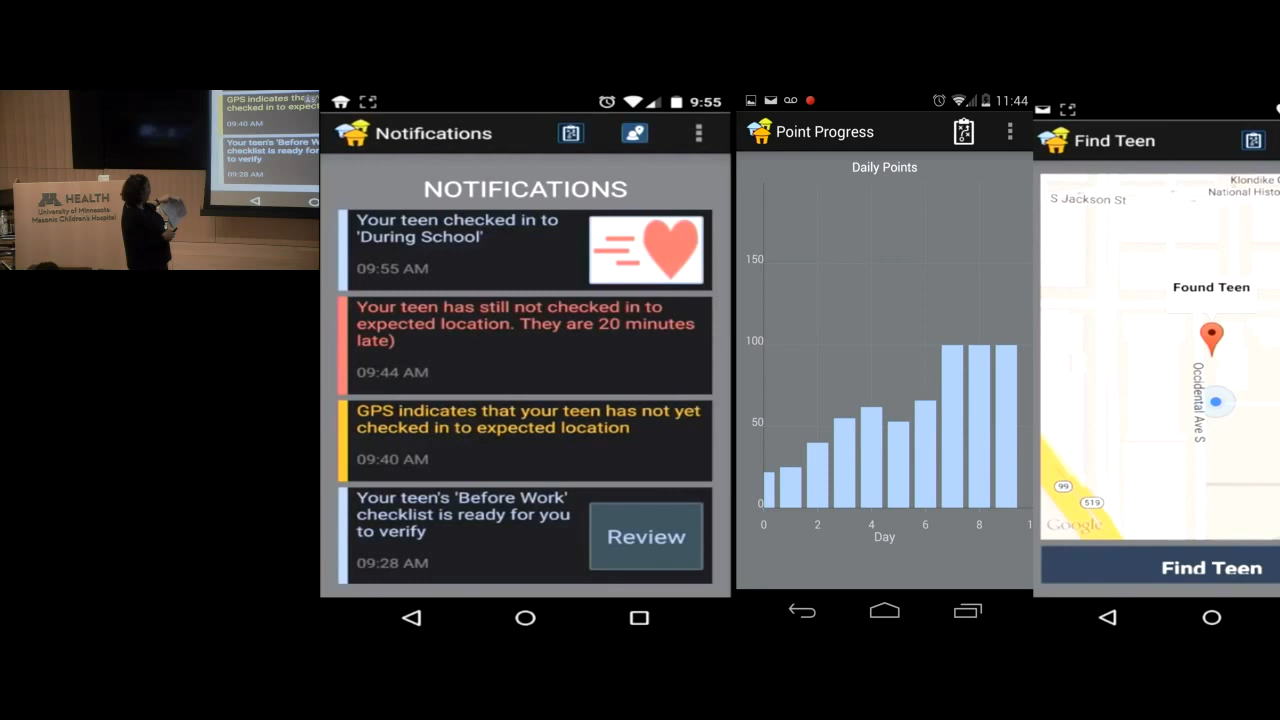 GPS indicates tha
checked in to expect
09:40 AM
Your teen's 'Before W
checklist is ready for
to verify
09:28 AM
M HEALTH
University of Minnesota
Masonic Children's Hospital
9:55
Notifications
NOTIFICATIONS
Your teen checked in to
'During School'
09:55 AM
Your teen has still not checked in to
expected location. They are 20 minutes
late)
09:44 AM
GPS indicates that your teen has not yet
checked in to expected location
09:40 AM
Your teen's 'Before Work'
checklist is ready for you
to verify
Review
09:28 AM
11:44
Point Progress
Daily Points
150
100
50
0
0 2 4 6 8 1
Day
Find Teen
Klondike
National Histo
S Jackson St
Found Teen
Occidental Ave S
99
519
Google
Find Teen